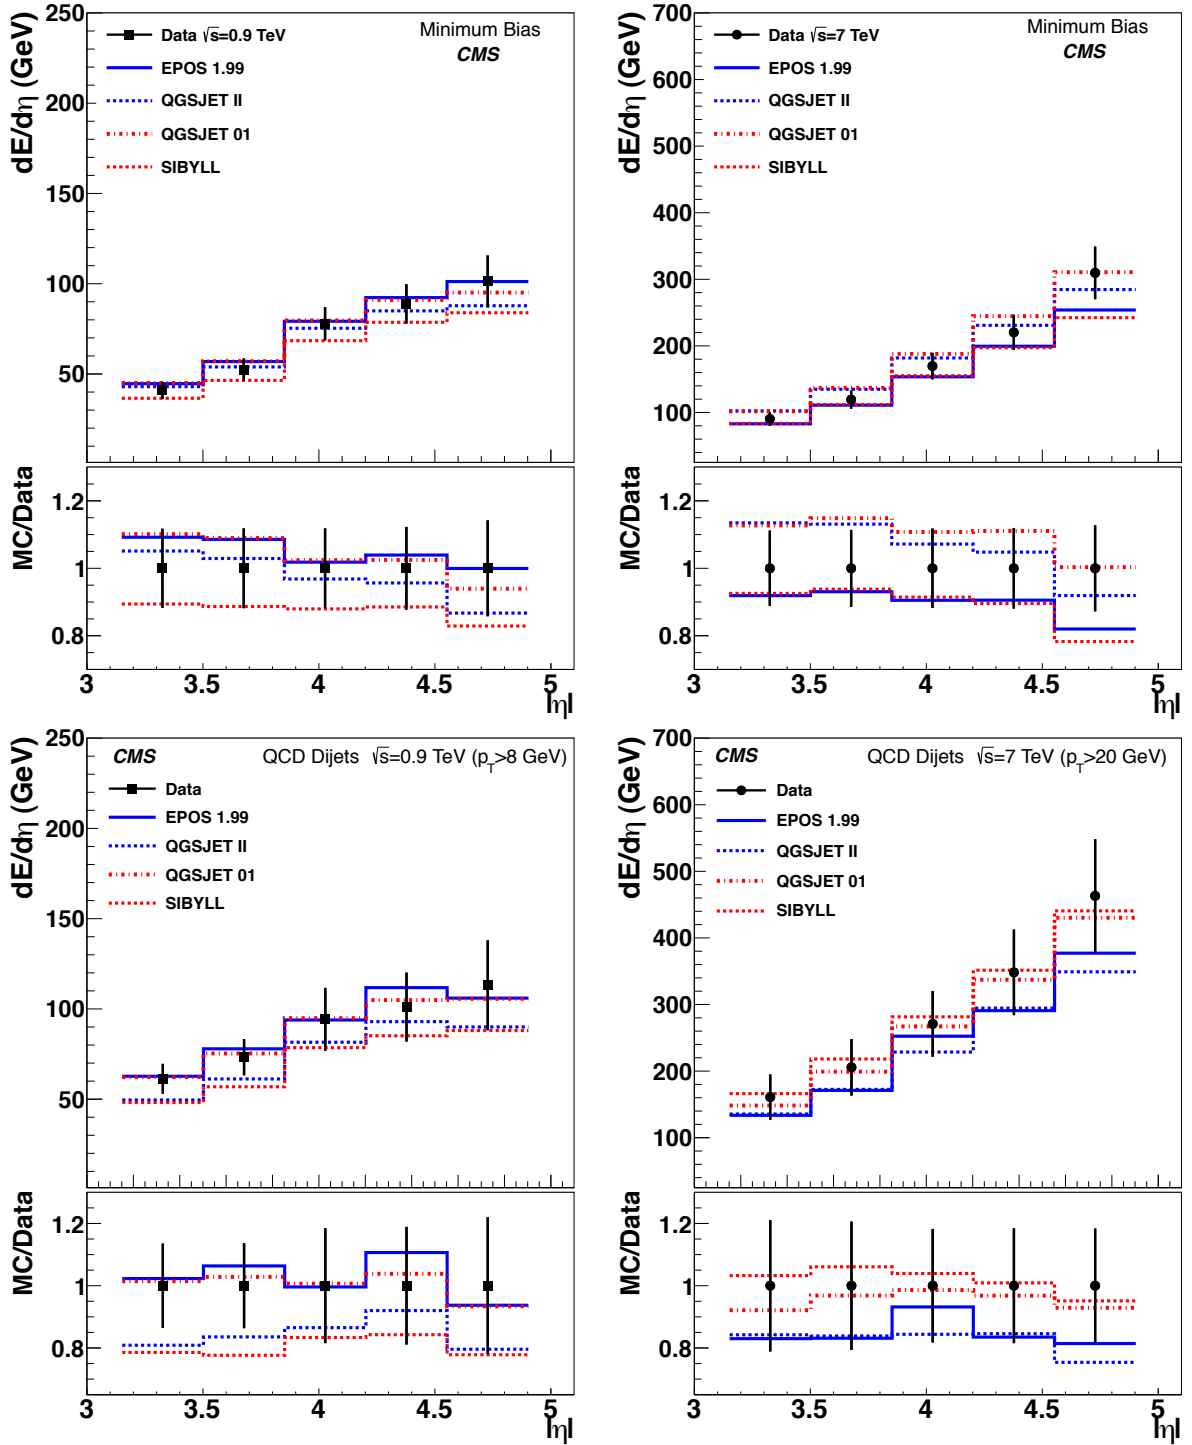 dE/dη (GeV)
250
200
150
100
50
Data √s=0.9 TeV
EPOS 1.99
QGSJET II
QGSJET 01
SIBYLL
Minimum Bias
CMS
MC/Data
1.2
1
0.8
3 3.5 4 4.5 5
|η|
dE/dη (GeV)
700
600
500
400
300
200
100
Data √s=7 TeV
EPOS 1.99
QGSJET II
QGSJET 01
SIBYLL
Minimum Bias
CMS
MC/Data
1.2
1
0.8
3 3.5 4 4.5 5
|η|
dE/dη (GeV)
250
200
150
100
50
CMS QCD Dijets √s=0.9 TeV (p_T>8 GeV)
Data
EPOS 1.99
QGSJET II
QGSJET 01
SIBYLL
MC/Data
1.2
1
0.8
3 3.5 4 4.5 5
|η|
dE/dη (GeV)
700
600
500
400
300
200
100
CMS QCD Dijets √s=7 TeV (p_T>20 GeV)
Data
EPOS 1.99
QGSJET II
QGSJET 01
SIBYLL
MC/Data
1.2
1
0.8
3 3.5 4 4.5 5
|η|